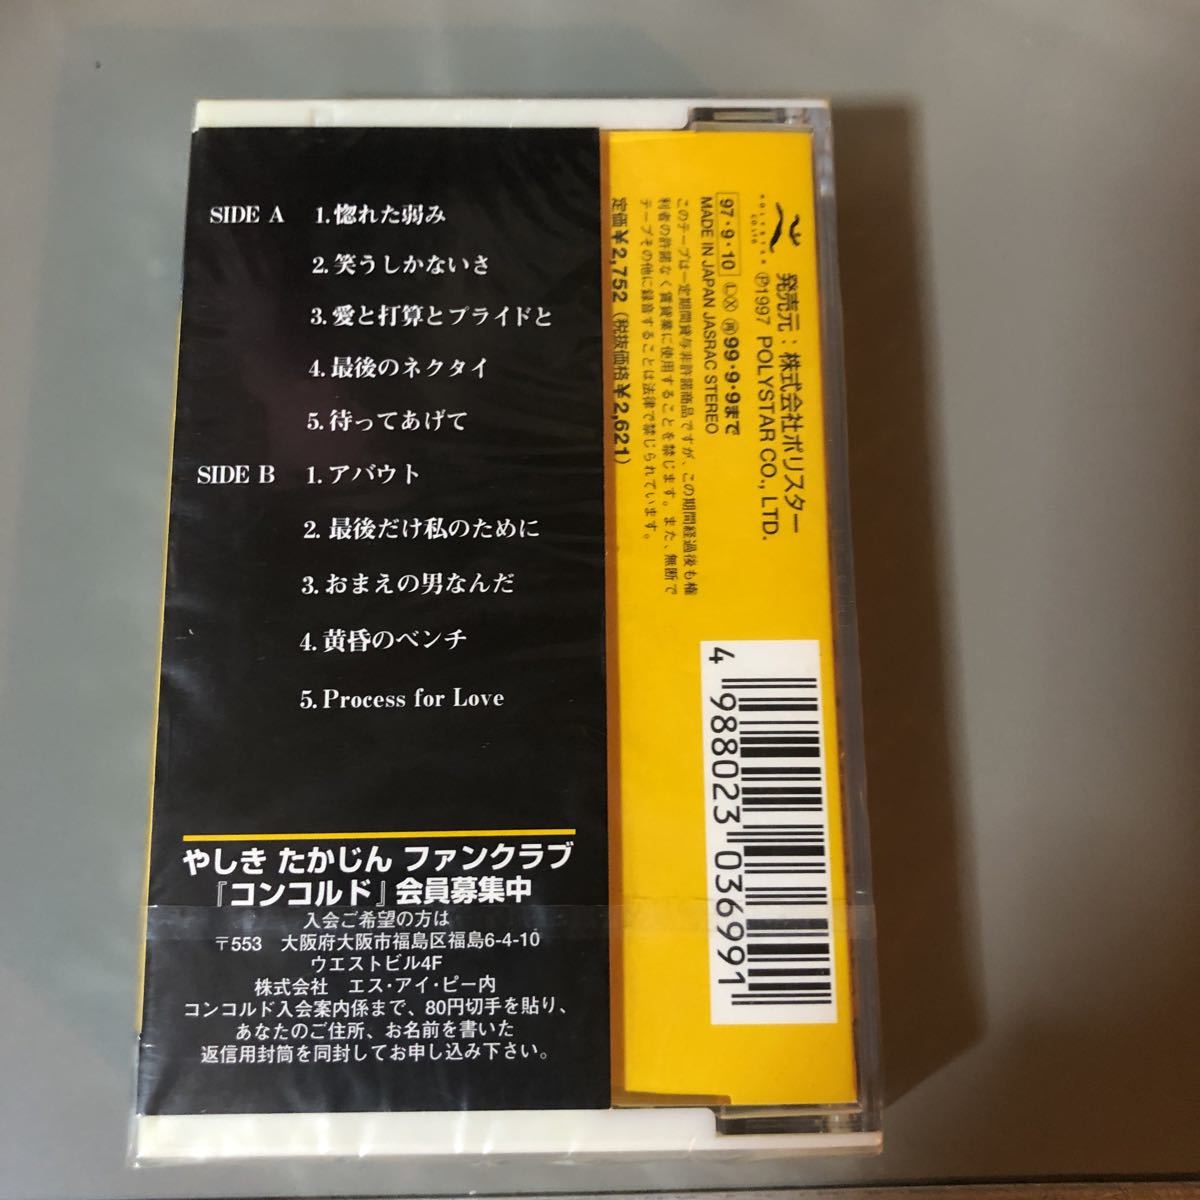 SIDE A 1.惚れた弱み
2.笑うしかないさ
3.愛と打算とプライドと
4.最後のネクタイ
5.待ってあげて
SIDE B 1.アバウト
2.最後だけ私のために
3.おまえの男なんだ
4.黄昏のベンチ
5.Process for Love
やしき たかじん ファンクラブ
『コンコルド』会員募集中
入会ご希望の方は
〒553 大阪府大阪市福島区福島6-4-10
ウエストビル4F
株式会社 エス・アイ・ピー内
コンコルド入会案内係まで、80円切手を貼り、
あなたのご住所、お名前を書いた
返信用封筒を同封してお申し込み下さい。
POLYSTAR
CO.LTD.
発売元：株式会社ポリスター
Ⓟ1997 POLYSTAR CO., LTD.
97・9・10 Ⓛ Ⓧ ㊞99・9・9まで
MADE IN JAPAN JASRAC STEREO
このテープは一定期間貸与非許諾商品ですが、この期間経過後も権
利者の許諾なく賃貸業に使用することを禁じます。また、無断で
テープその他に録音することは法律で禁じられています。
定価￥2,752（税抜価格￥2,621）
4 988023 036991